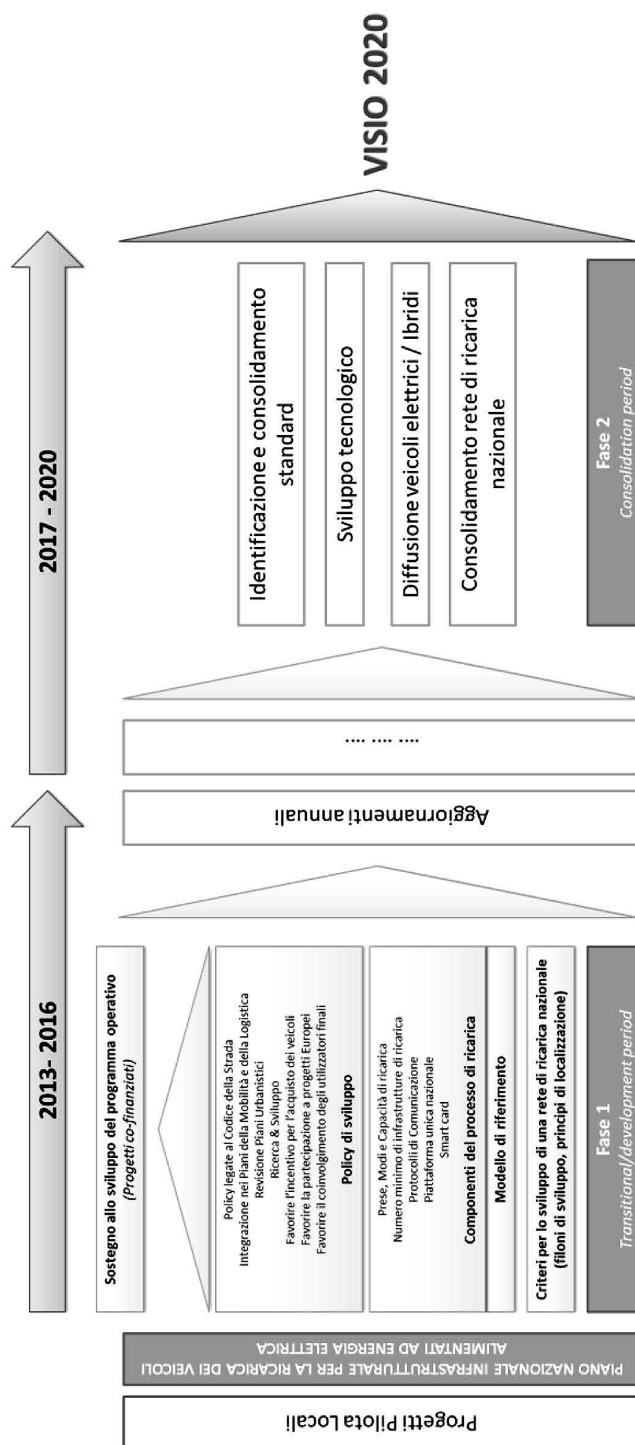 Progetti Pilota Locali
PIANO NAZIONALE INFRASTRUTTURALE PER LA RICARICA DEI VEICOLI
ALIMENTATI AD ENERGIA ELETTRICA
2013- 2016
Sostegno allo sviluppo del programma operativo
(Progetti co-finanziati)
Policy legate al Codice della Strada
Integrazione nei Piani della Mobilità e della Logistica
Revisione Piani Urbanistici
Ricerca & Sviluppo
Favorire l'incentivo per l'acquisto dei veicoli
Favorire la partecipazione a progetti Europei
Favorire il coinvolgimento degli utilizzatori finali
Policy di sviluppo
Prese, Modi e Capacità di ricarica
Numero minimo di infrastrutture di ricarica
Protocolli di Comunicazione
Piattaforma unica nazionale
Smart card
Componenti del processo di ricarica
Modello di riferimento
Criteri per lo sviluppo di una rete di ricarica nazionale
(filoni di sviluppo, principi di localizzazione)
Fase 1
Transitional/development period
Aggiornamenti annuali
.... .... ....
2017 - 2020
Identificazione e consolidamento
standard
Sviluppo tecnologico
Diffusione veicoli elettrici / Ibridi
Consolidamento rete di ricarica
nazionale
Fase 2
Consolidation period
VISIO 2020